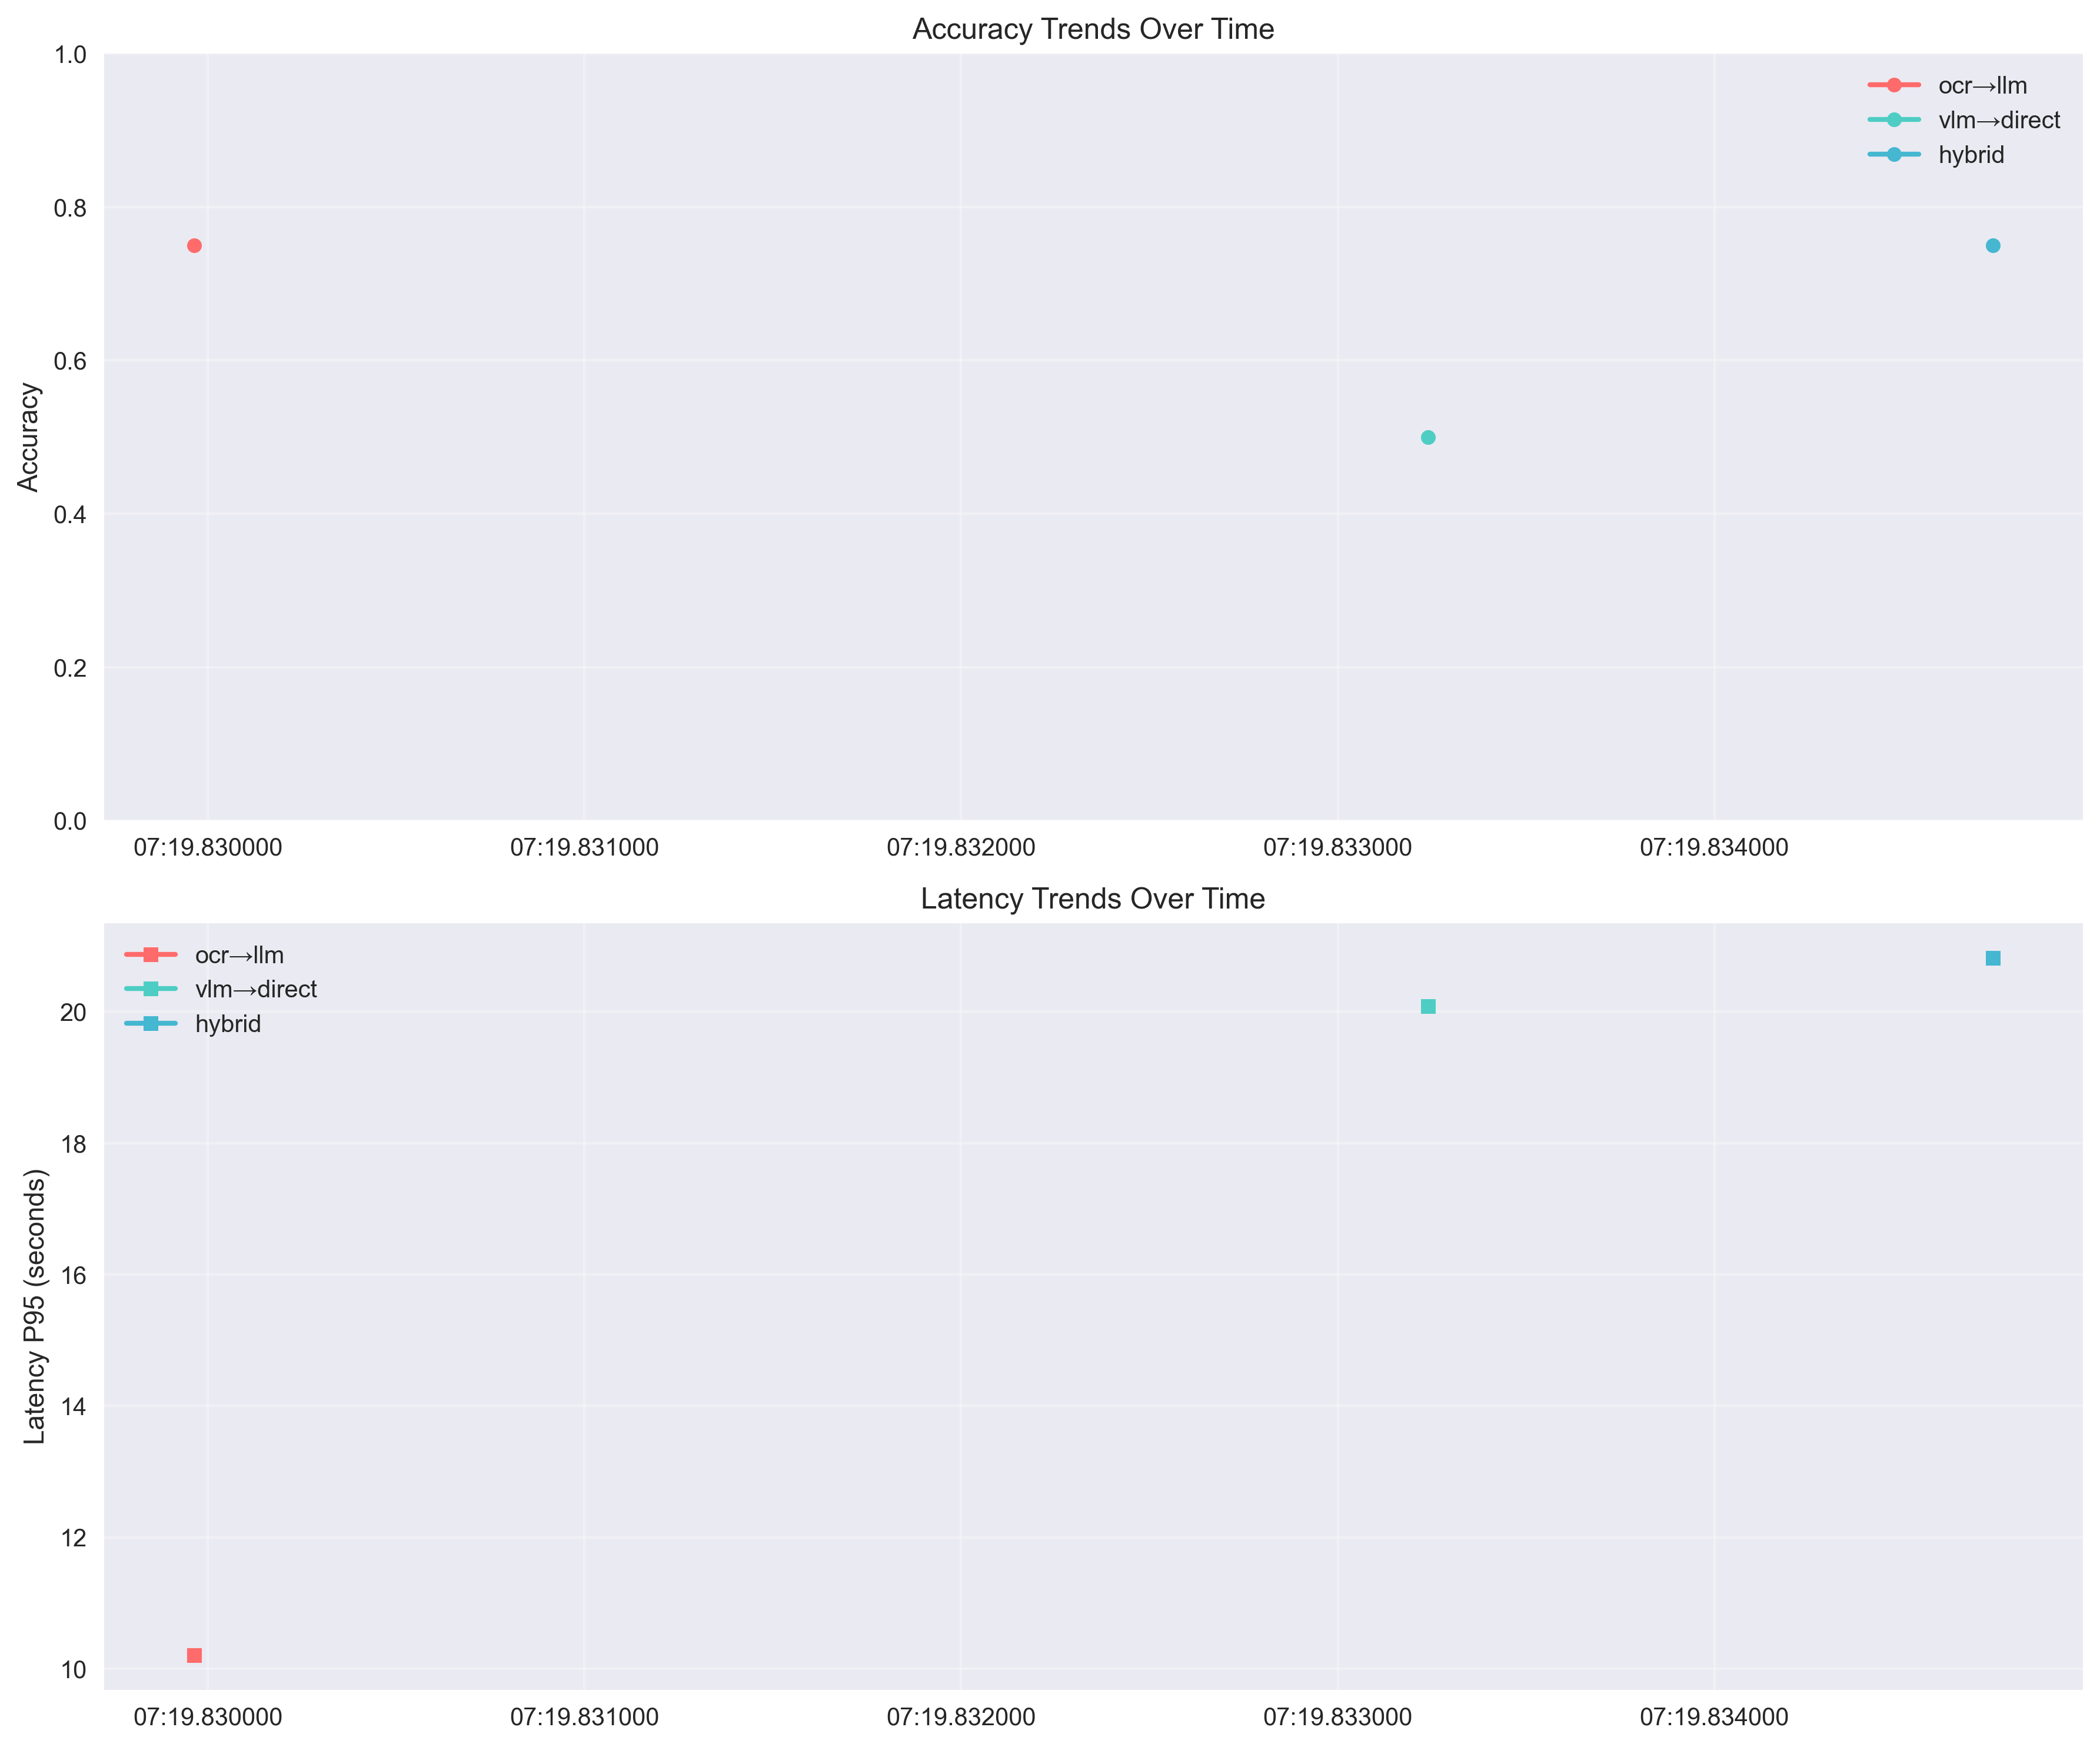 Accuracy Trends Over Time
1.0
0.8
0.6
0.4
0.2
0.0
Accuracy
ocr→llm
vlm→direct
hybrid
07:19.830000 07:19.831000 07:19.832000 07:19.833000 07:19.834000
Latency Trends Over Time
20
18
16
14
12
10
Latency P95 (seconds)
ocr→llm
vlm→direct
hybrid
07:19.830000 07:19.831000 07:19.832000 07:19.833000 07:19.834000